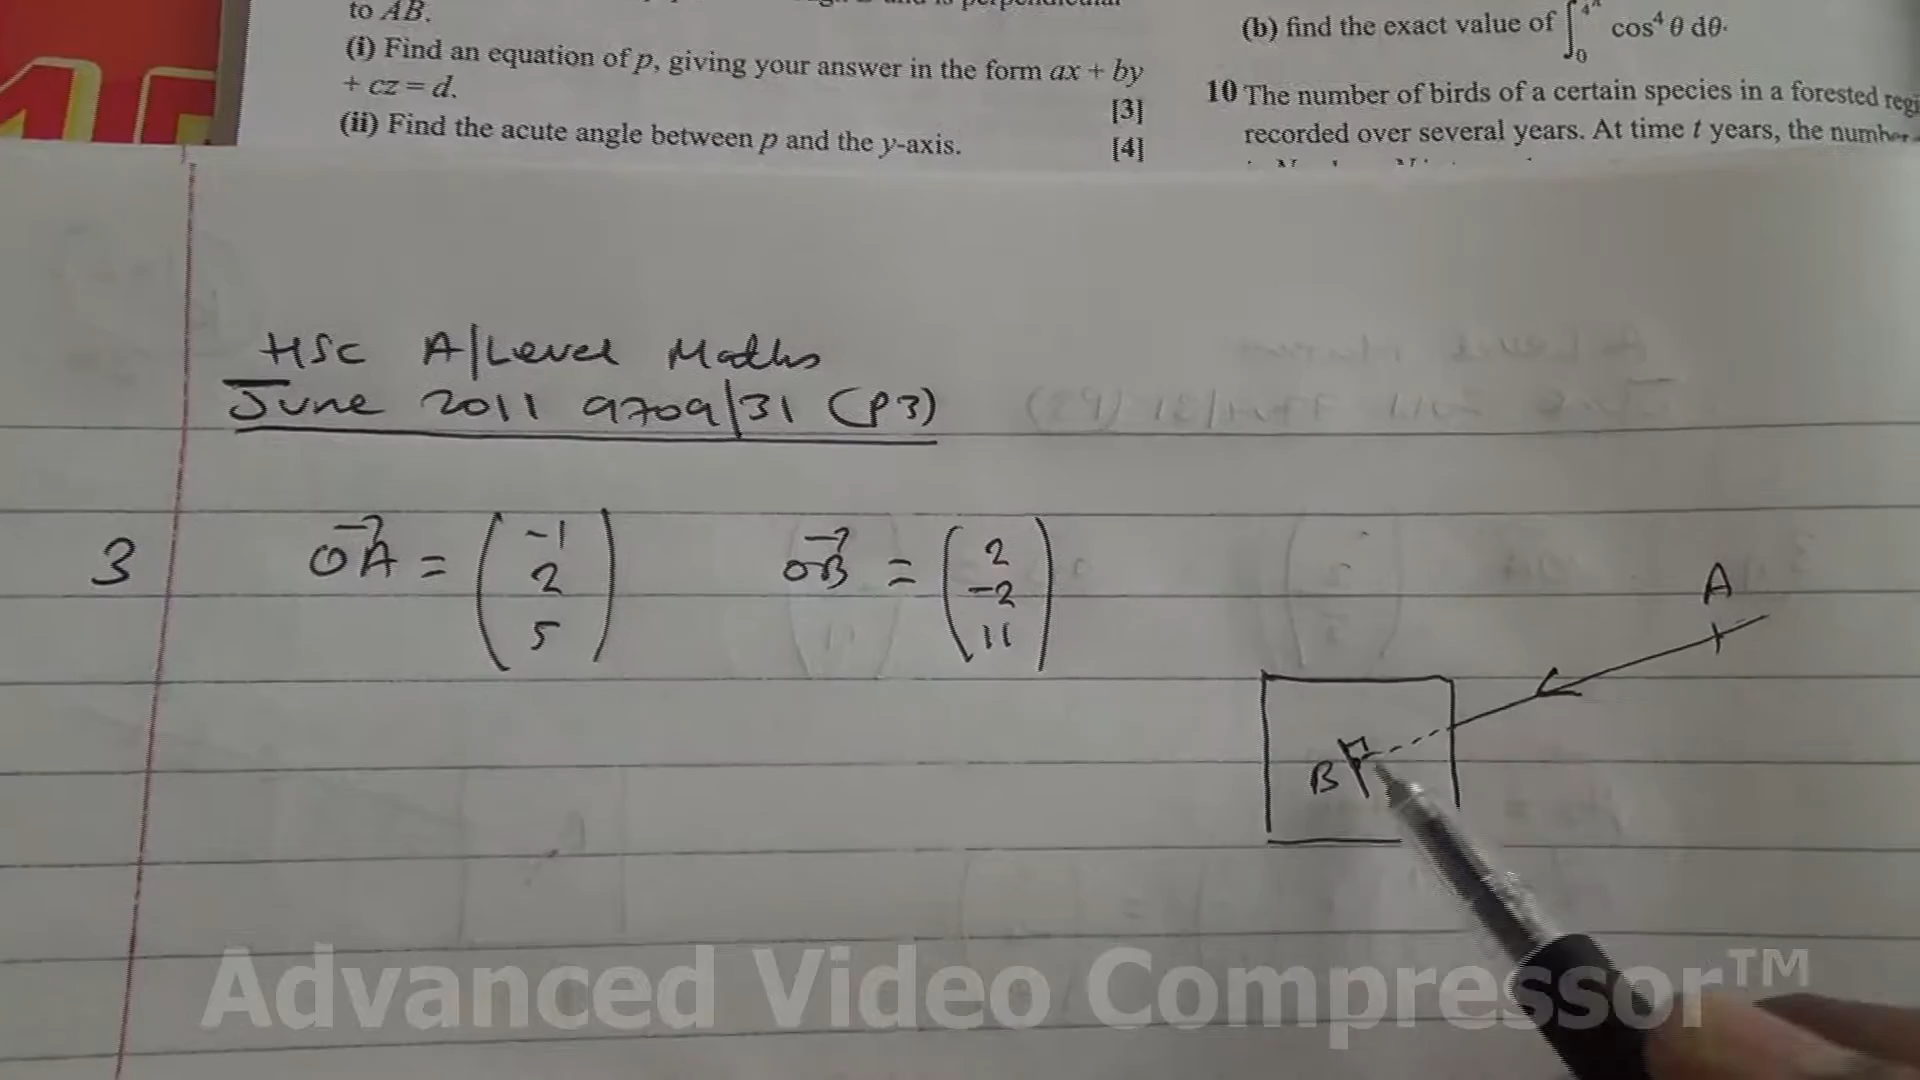 to AB.
(i) Find an equation of p, giving your answer in the form ax + by
+ cz = d.
[3]
(ii) Find the acute angle between p and the y-axis.
[4]
(b) find the exact value of ∫₀ cos⁴ θ dθ.
10 The number of birds of a certain species in a forested
recorded over several years. At time t years, the
HSC A/Level Maths
June 2011 9709/31 (P3)
3
OA = (-1
2
5)
OB = (2
-2
11)
A
B
Advanced Video Compressor™